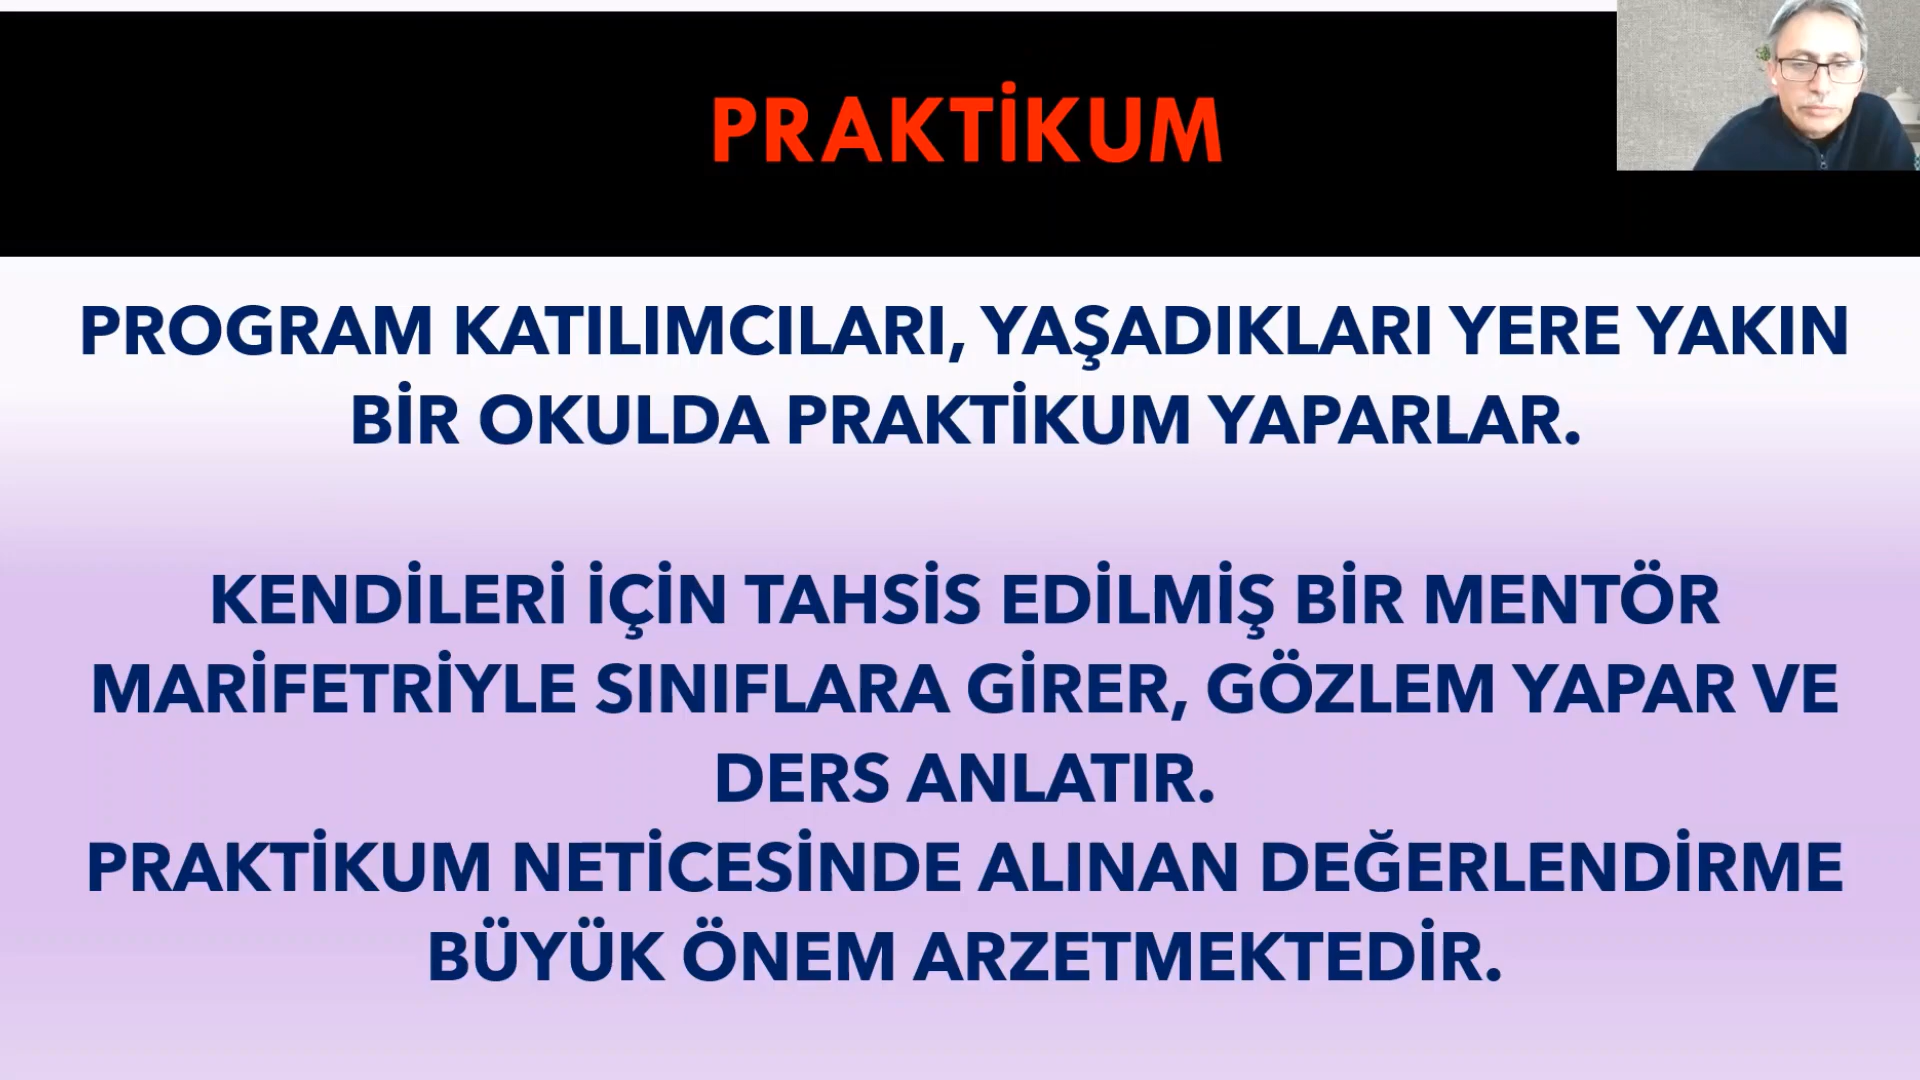 PRAKTİKUM
PROGRAM KATILIMCILARI, YAŞADIKLARI YERE YAKIN
BİR OKULDA PRAKTİKUM YAPARLAR.
KENDİLERİ İÇİN TAHSİS EDİLMİŞ BİR MENTÖR
MARİFETRİYLE SINIFLARA GİRER, GÖZLEM YAPAR VE
DERS ANLATIR.
PRAKTİKUM NETİCESİNDE ALINAN DEĞERLENDİRME
BÜYÜK ÖNEM ARZETMEKTEDİR.